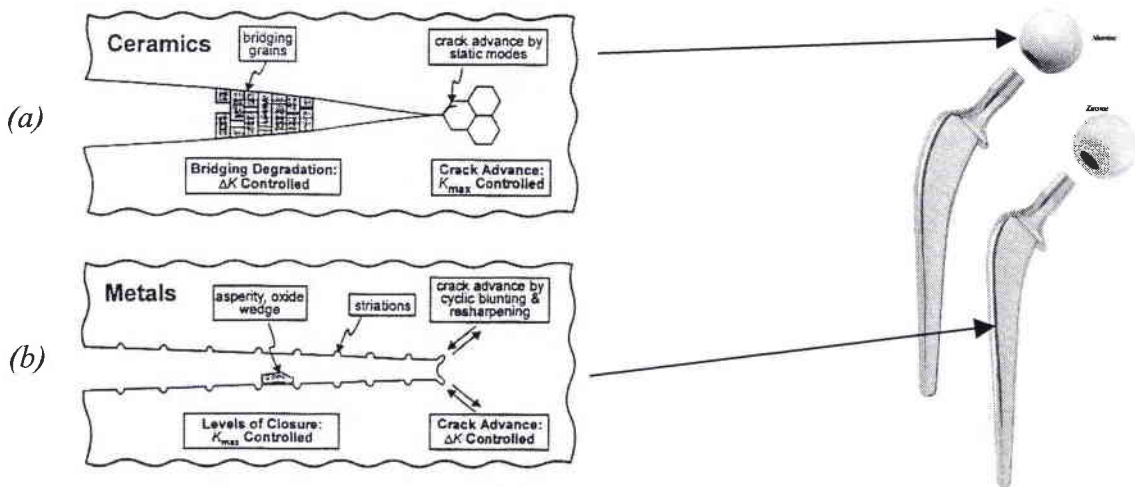 (a)
Ceramics
bridging
grains
crack advance by
static modes
Bridging Degradation:
ΔK Controlled
Crack Advance:
Kmax Controlled
(b)
Metals
asperity, oxide
wedge
striations
crack advance by
cyclic blunting &
resharpening
Levels of Closure:
Kmax Controlled
Crack Advance:
ΔK Controlled